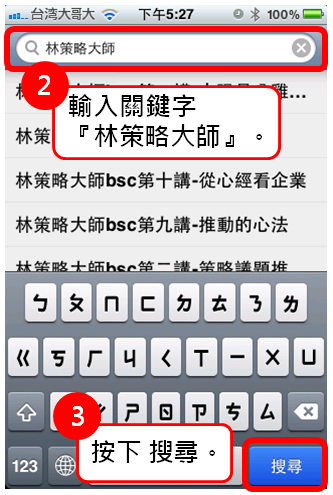 台湾大哥大 下午5:27 100%
林策略大師
2
輸入關鍵字
『林策略大師』。
林策
林策
林策略大師bsc第十講-從心經看企業
林策略大師bsc第九講-推動的心法
林策略大師bsc第二講-策略議題推
ㄅ ㄆ ㄇ ㄈ ㄉ ㄊ ㄋ ㄌ
ㄍ ㄎ ㄏ ㄐ ㄑ ㄒ ㄧ ㄨ ㄩ
ㄕ ㄖ ㄗ ㄘ ㄙ
3
按下 搜尋。
123 搜尋